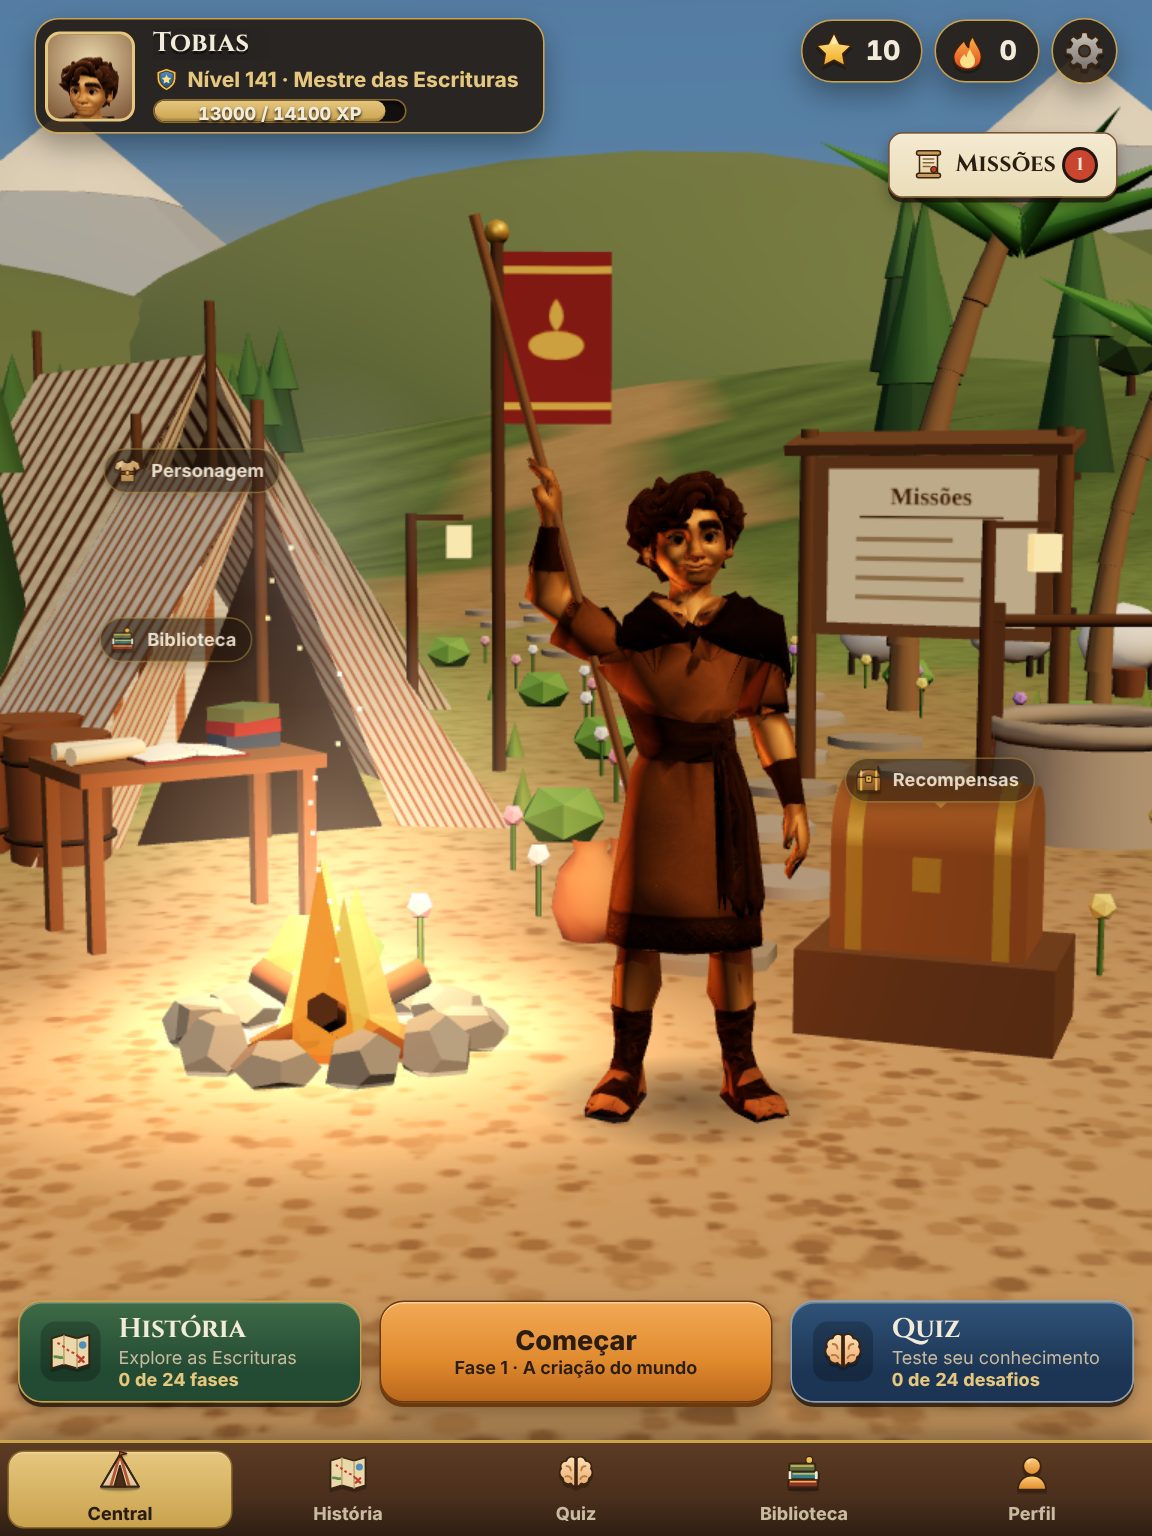 Tobias
Nível 141 · Mestre das Escrituras
13000 / 14100 XP
10
0
Missões 1
Missões
Personagem
Biblioteca
Recompensas
História
Explore as Escrituras
0 de 24 fases
Começar
Fase 1 · A criação do mundo
Quiz
Teste seu conhecimento
0 de 24 desafios
Central
História
Quiz
Biblioteca
Perfil